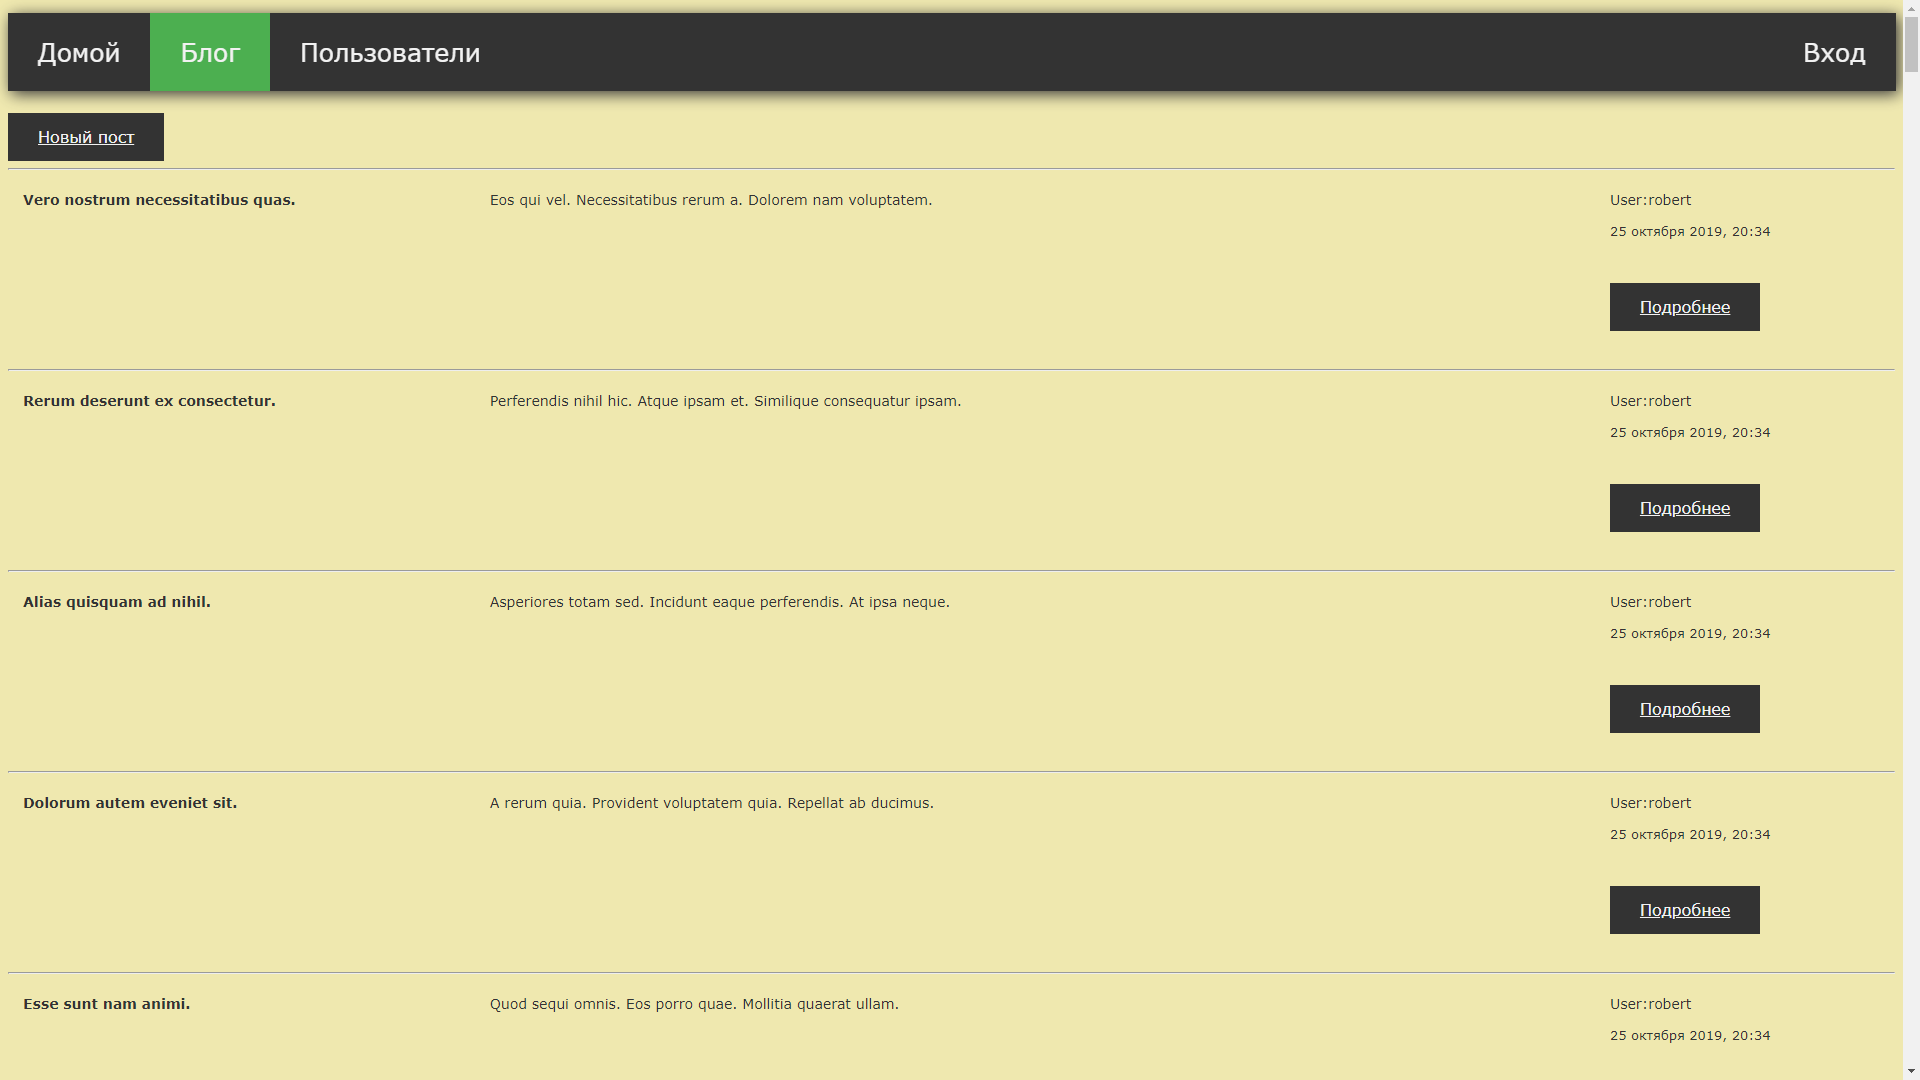 Домой Блог Пользователи Вход
Новый пост
Vero nostrum necessitatibus quas. Eos qui vel. Necessitatibus rerum a. Dolorem nam voluptatem. User:robert
25 октября 2019, 20:34
Подробнее
Rerum deserunt ex consectetur. Perferendis nihil hic. Atque ipsam et. Similique consequatur ipsam. User:robert
25 октября 2019, 20:34
Подробнее
Alias quisquam ad nihil. Asperiores totam sed. Incidunt eaque perferendis. At ipsa neque. User:robert
25 октября 2019, 20:34
Подробнее
Dolorum autem eveniet sit. A rerum quia. Provident voluptatem quia. Repellat ab ducimus. User:robert
25 октября 2019, 20:34
Подробнее
Esse sunt nam animi. Quod sequi omnis. Eos porro quae. Mollitia quaerat ullam. User:robert
25 октября 2019, 20:34